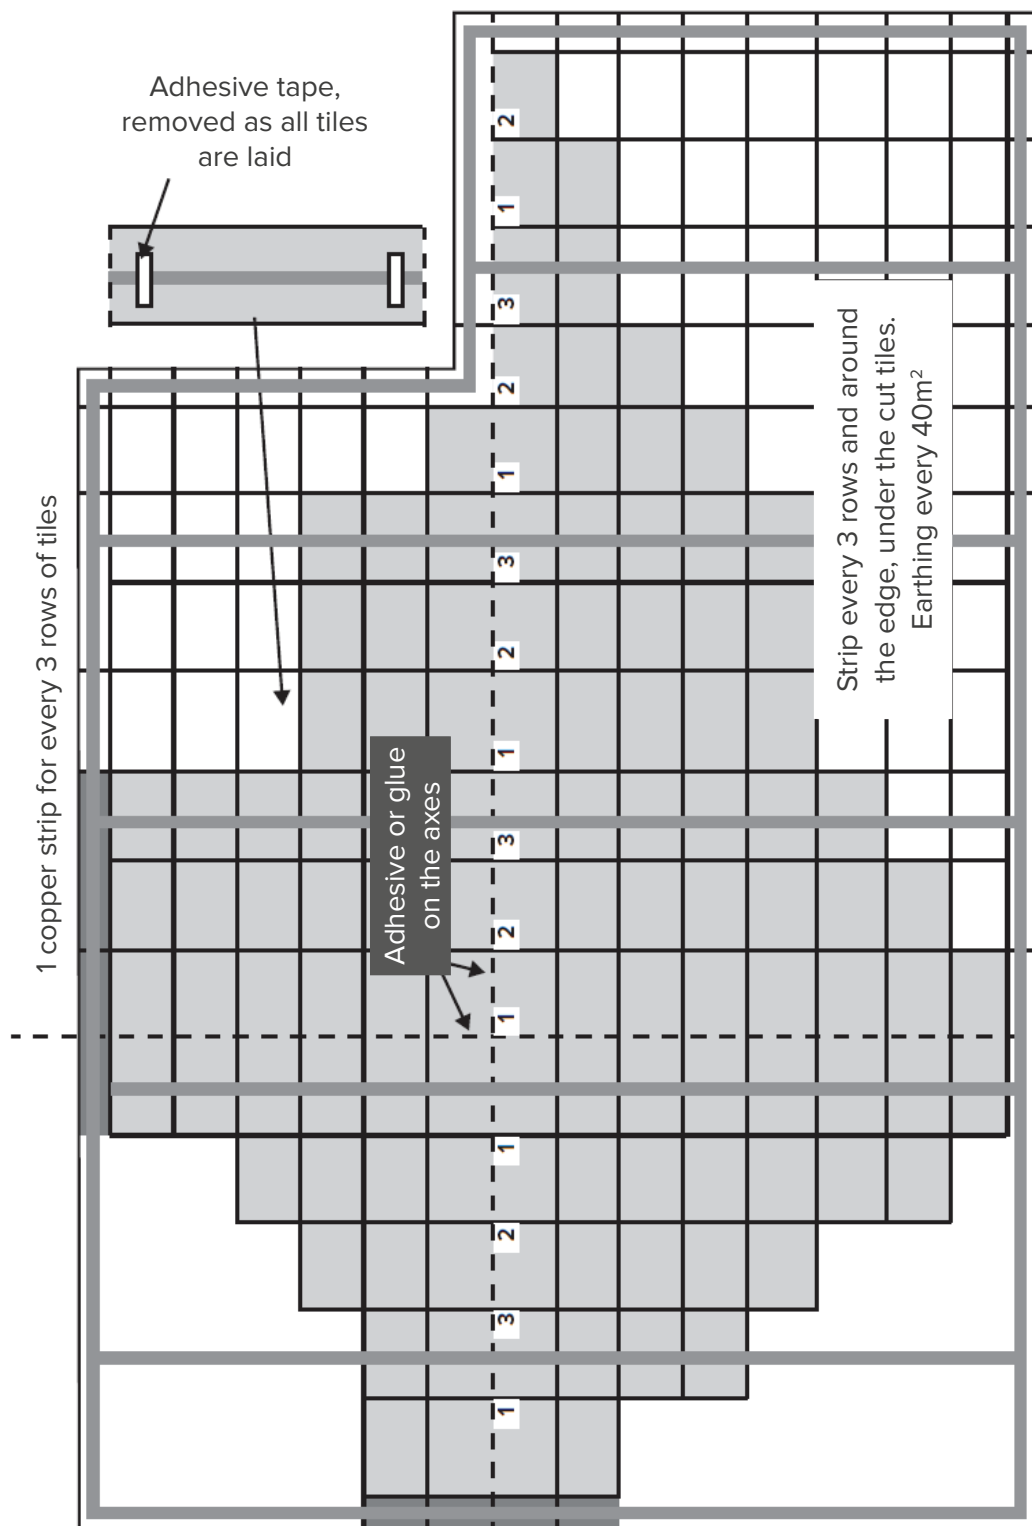 Adhesive tape,
removed as all tiles
are laid
1 copper strip for every 3 rows of tiles
2
1
3
2
1
3
2
1
3
2
1
1
2
3
1
Adhesive or glue
on the axes
Strip every 3 rows and around
the edge, under the cut tiles.
Earthing every 40m²